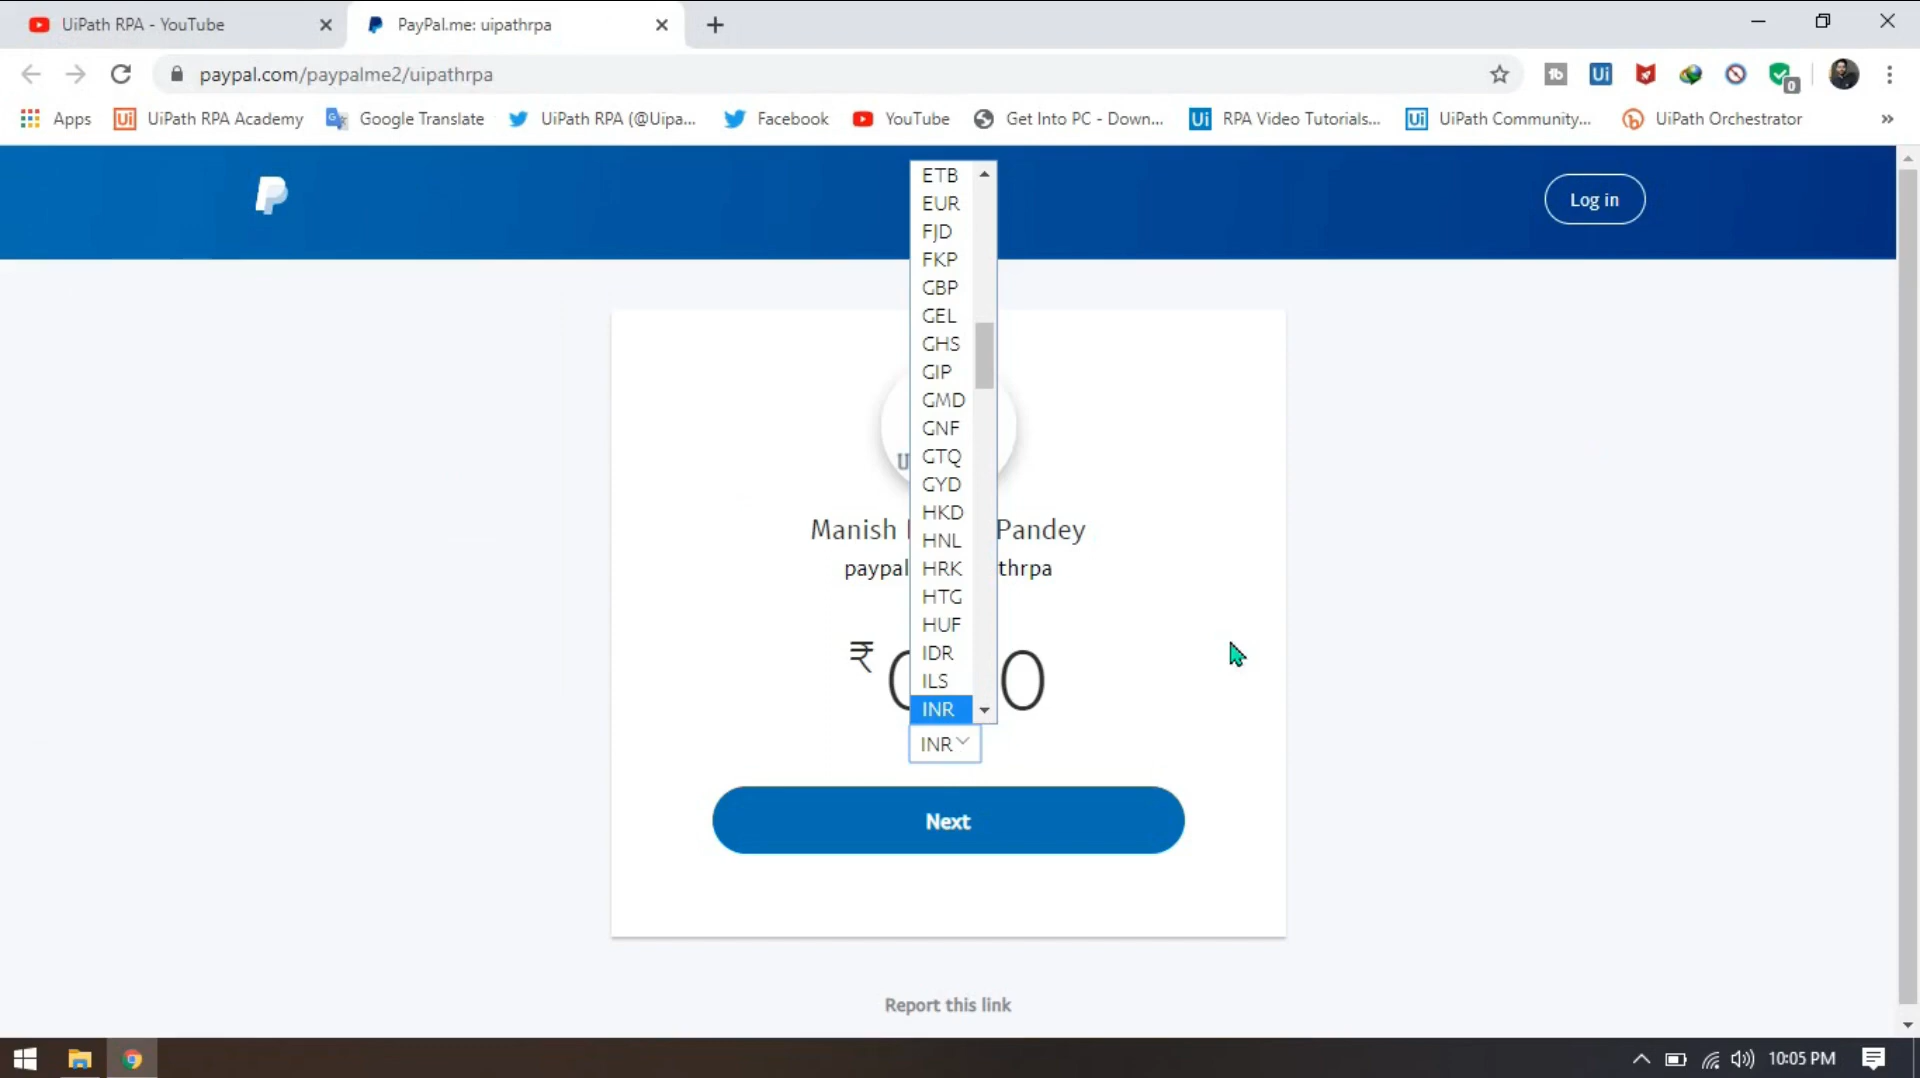 UiPath RPA - YouTube
PayPal.me: uipathrpa
paypal.com/paypalme2/uipathrpa
Apps
UiPath RPA Academy
Google Translate
UiPath RPA (@Uipa...
Facebook
YouTube
Get Into PC - Down...
RPA Video Tutorials...
UiPath Community...
UiPath Orchestrator
Log in
ETB
EUR
FJD
FKP
GBP
GEL
GHS
GIP
GMD
GNF
GTQ
GYD
HKD
HNL
HRK
HTG
HUF
IDR
ILS
INR
U
Manish Pandey
paypal thrpa
₹ 0
INR
Next
Report this link
10:05 PM